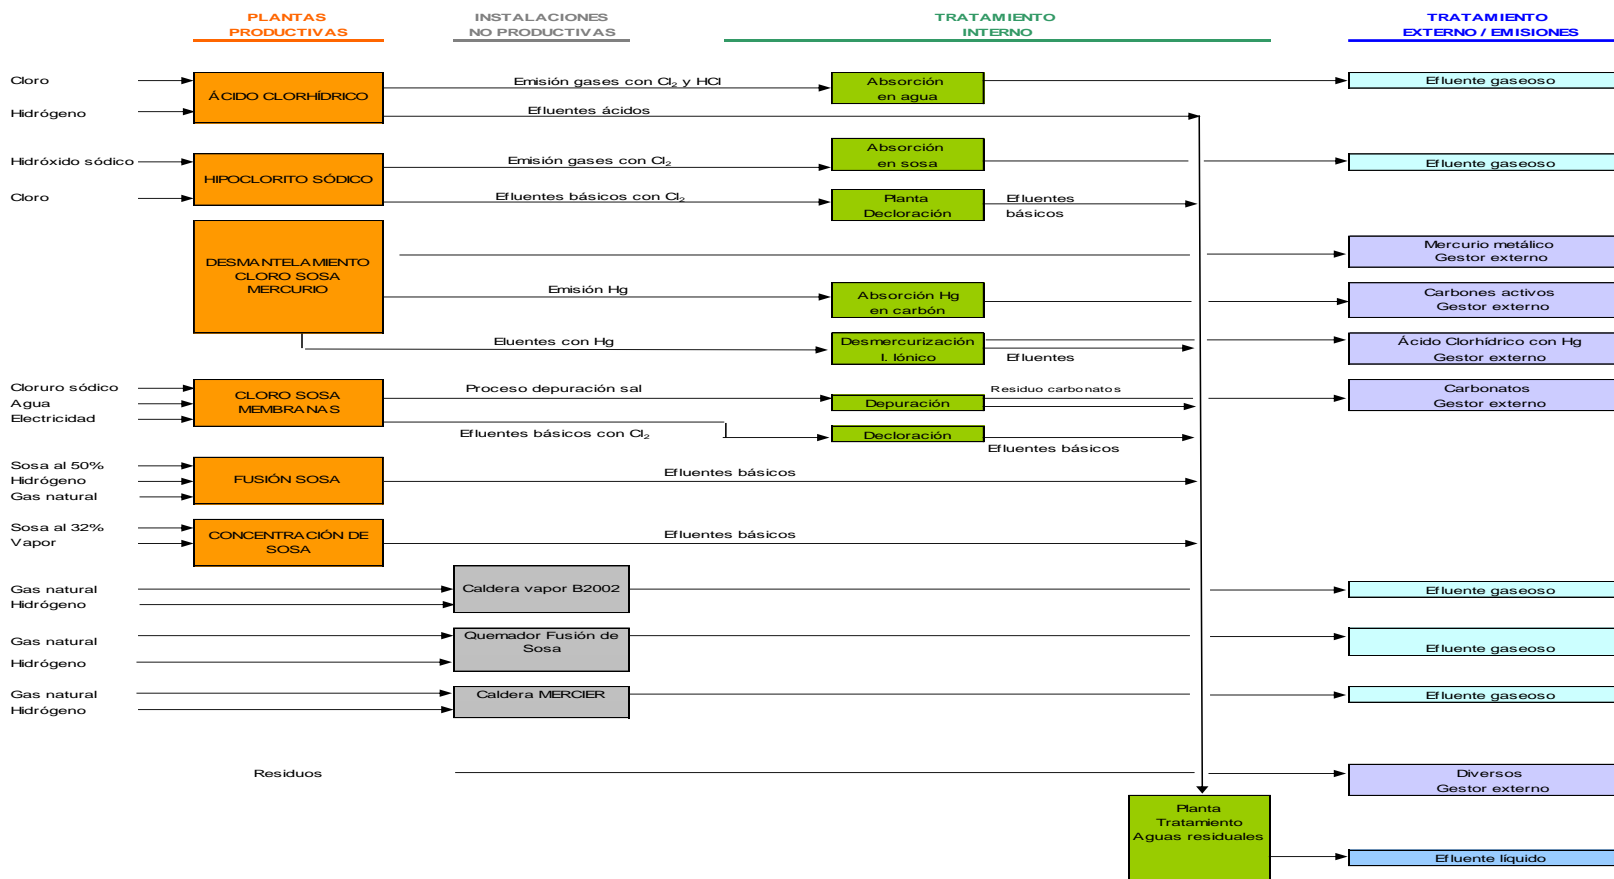 PLANTAS
PRODUCTIVAS
INSTALACIONES
NO PRODUCTIVAS
TRATAMIENTO
INTERNO
TRATAMIENTO
EXTERNO / EMISIONES
Cloro
Hidrógeno
ÁCIDO CLORHÍDRICO
Emisión gases con Cl₂ y HCl
Efluentes ácidos
Absorción
en agua
Efluente gaseoso
Hidróxido sódico
Cloro
HIPOCLORITO SÓDICO
Emisión gases con Cl₂
Efluentes básicos con Cl₂
Absorción
en sosa
Planta
Decloración
Efluentes
básicos
Efluente gaseoso
DESMANTELAMIENTO
CLORO SOSA
MERCURIO
Emisión Hg
Eluentes con Hg
Absorción Hg
en carbón
Desmercurización
I. Iónico
Efluentes
Mercurio metálico
Gestor externo
Carbones activos
Gestor externo
Ácido Clorhídrico con Hg
Gestor externo
Cloruro sódico
Agua
Electricidad
CLORO SOSA
MEMBRANAS
Proceso depuración sal
Efluentes básicos con Cl₂
Depuración
Decloración
Residuo carbonatos
Efluentes básicos
Carbonatos
Gestor externo
Sosa al 50%
Hidrógeno
Gas natural
FUSIÓN SOSA
Efluentes básicos
Sosa al 32%
Vapor
CONCENTRACIÓN DE
SOSA
Efluentes básicos
Gas natural
Hidrógeno
Caldera vapor B2002
Efluente gaseoso
Gas natural
Hidrógeno
Quemador Fusión de
Sosa
Efluente gaseoso
Gas natural
Hidrógeno
Caldera MERCIER
Efluente gaseoso
Residuos
Diversos
Gestor externo
Planta
Tratamiento
Aguas residuales
Efluente líquido